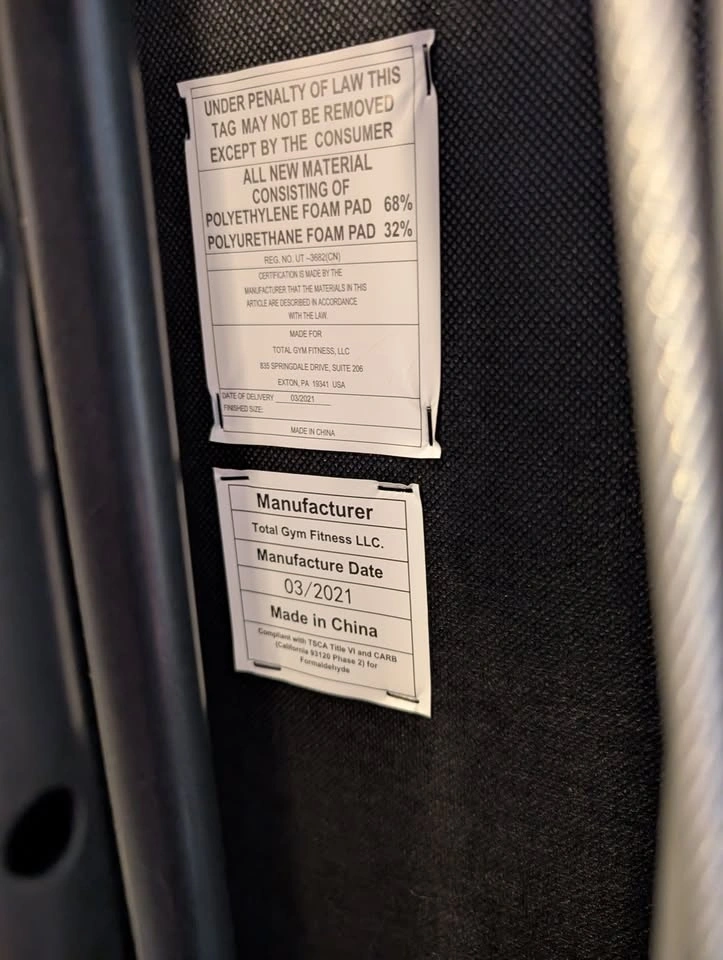 UNDER PENALTY OF LAW THIS
TAG MAY NOT BE REMOVED
EXCEPT BY THE CONSUMER
ALL NEW MATERIAL
CONSISTING OF
POLYETHYLENE FOAM PAD 68%
POLYURETHANE FOAM PAD 32%
REG. NO. UT -3682(CN)
CERTIFICATION IS MADE BY THE
MANUFACTURER THAT THE MATERIALS IN THIS
ARTICLE ARE DESCRIBED IN ACCORDANCE
WITH THE LAW.
MADE FOR
TOTAL GYM FITNESS, LLC
835 SPRINGDALE DRIVE, SUITE 206
EXTON, PA 19341 USA
DATE OF DELIVERY 03/2021
FINISHED SIZE:
MADE IN CHINA
Manufacturer
Total Gym Fitness LLC.
Manufacture Date
03/2021
Made in China
Compliant with TSCA Title VI and CARB
(California 93120 Phase 2) for
Formaldehyde